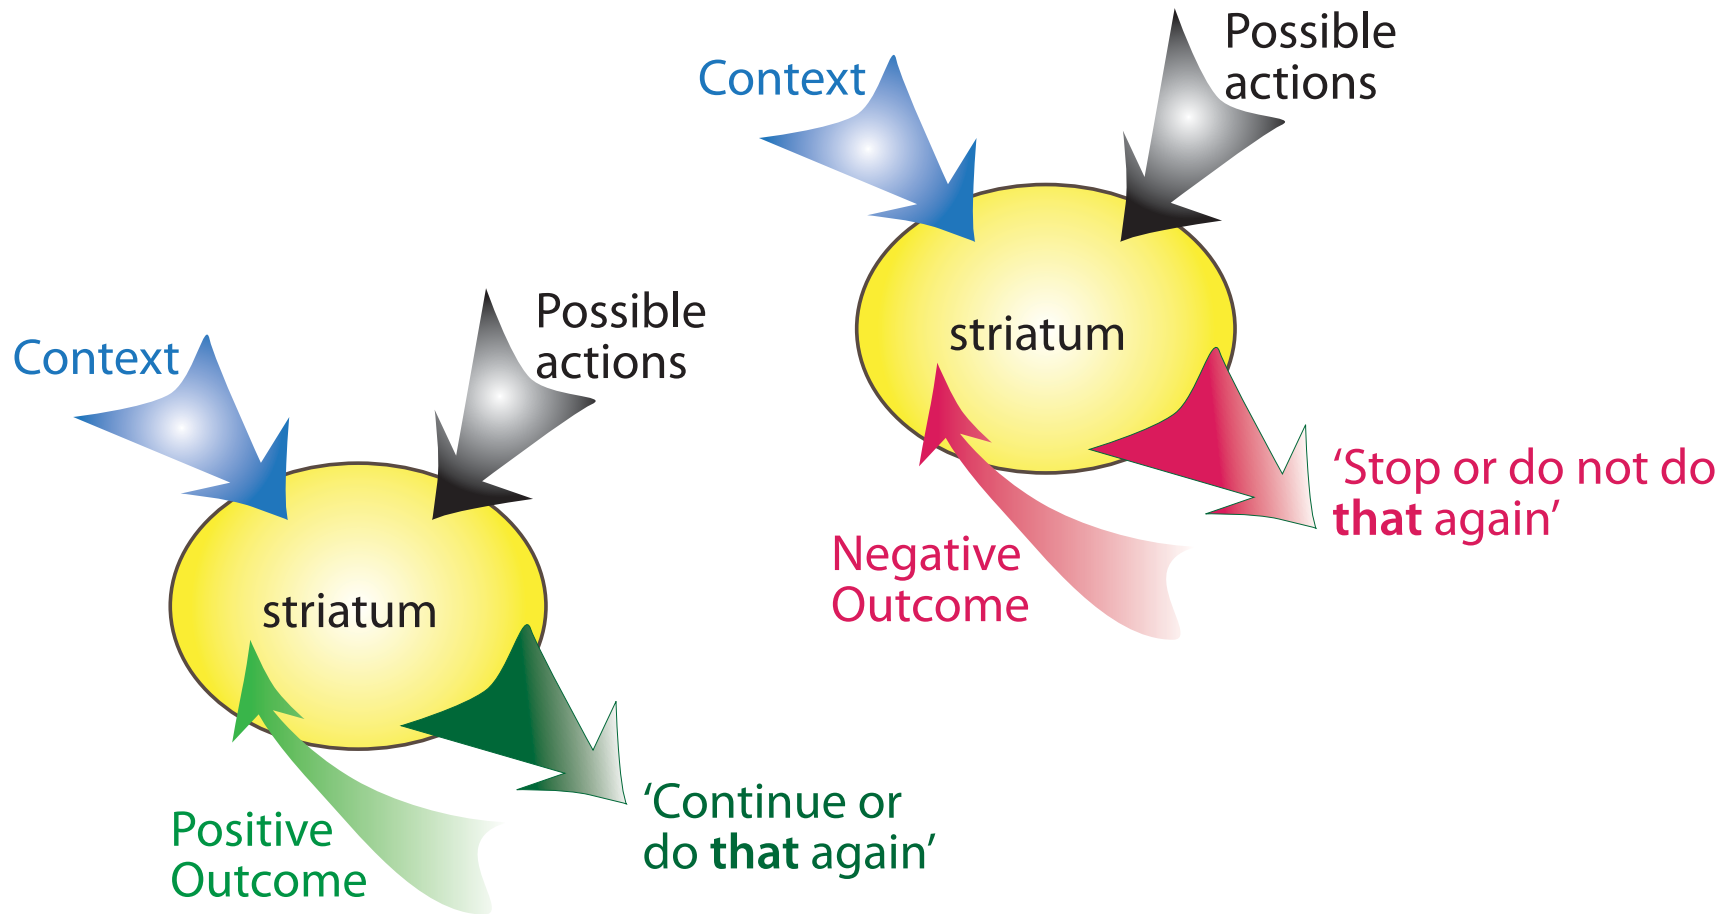 Context
Possible
actions
striatum
Positive
Outcome
‘Continue or
do that again’
Context
Possible
actions
striatum
Negative
Outcome
‘Stop or do not do
that again’